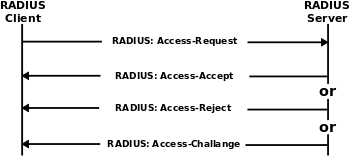 RADIUS
Client
RADIUS
Server
RADIUS: Access-Request
RADIUS: Access-Accept
or
RADIUS: Access-Reject
or
RADIUS: Access-Challange